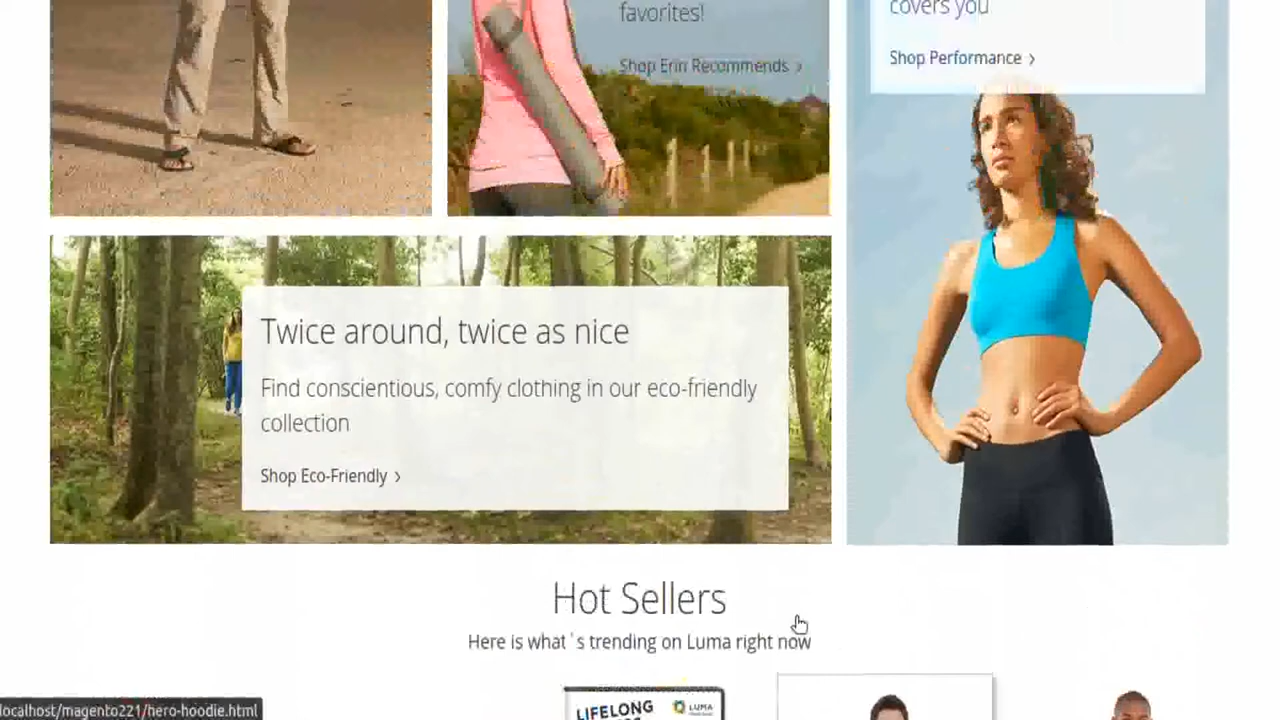 favorites!
Shop Erin Recommends >
covers you
Shop Performance >
Twice around, twice as nice
Find conscientious, comfy clothing in our eco-friendly
collection
Shop Eco-Friendly >
Hot Sellers
Here is what`s trending on Luma right now
LIFELONG
LUMA
localhost/magento221/hero-hoodie.html